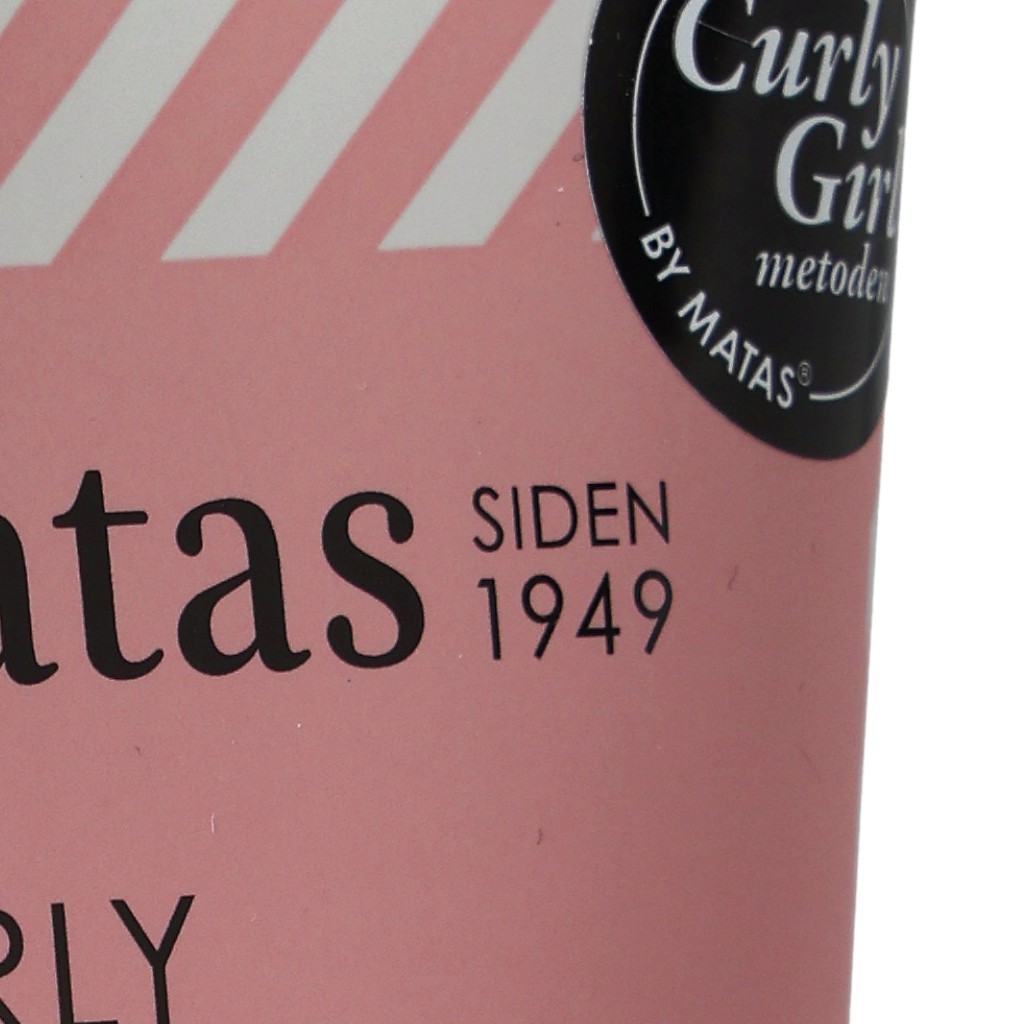 Curly
Girl
metoden
BY MATAS®
atas
SIDEN
1949
RLY